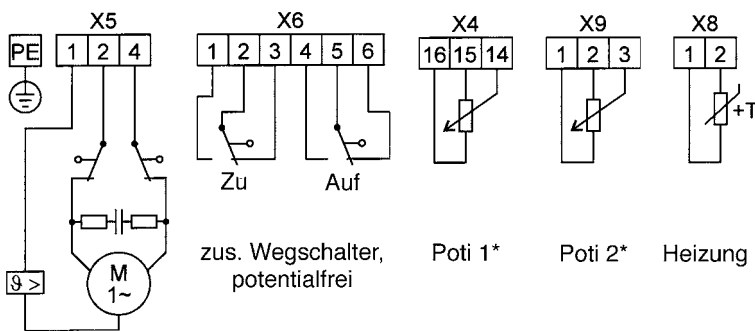 X5 X6 X4 X9 X8
PE 1 2 4 1 2 3 4 5 6 16 15 14 1 2 3 1 2
+T
Zu Auf
zus. Wegschalter, Poti 1* Poti 2* Heizung
potentialfrei
ϑ > M
1~